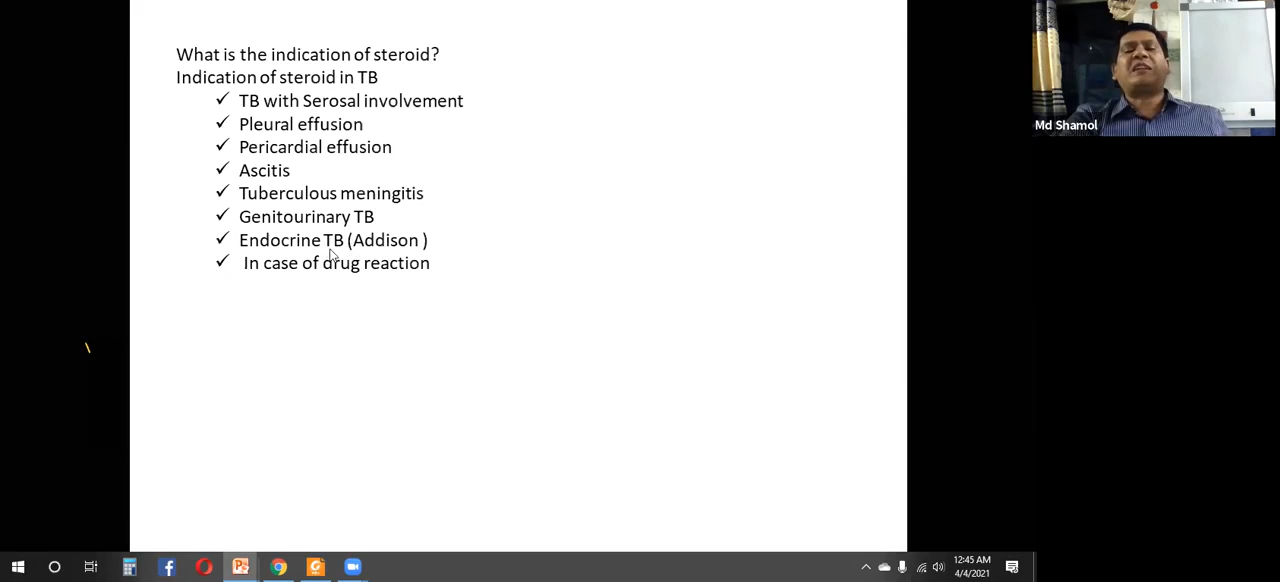 What is the indication of steroid?
Indication of steroid in TB
✓ TB with Serosal involvement
✓ Pleural effusion
✓ Pericardial effusion
✓ Ascitis
✓ Tuberculous meningitis
✓ Genitourinary TB
✓ Endocrine TB (Addison )
✓ In case of drug reaction
Md Shamol
12:45 AM
4/4/2021